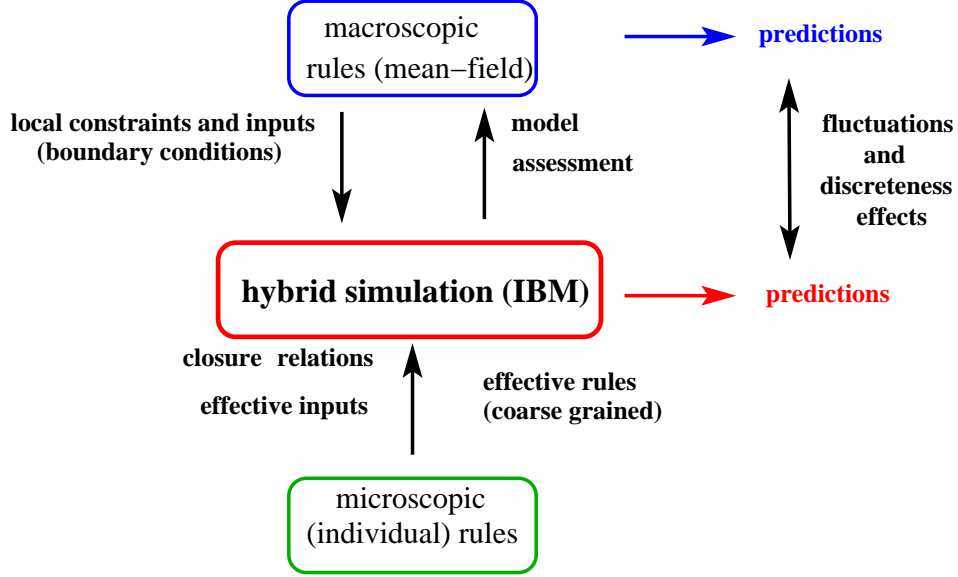 macroscopic
rules (mean−field)
predictions
local constraints and inputs
(boundary conditions)
model
assessment
fluctuations
and
discreteness
effects
hybrid simulation (IBM)
predictions
closure relations
effective inputs
effective rules
(coarse grained)
microscopic
(individual) rules